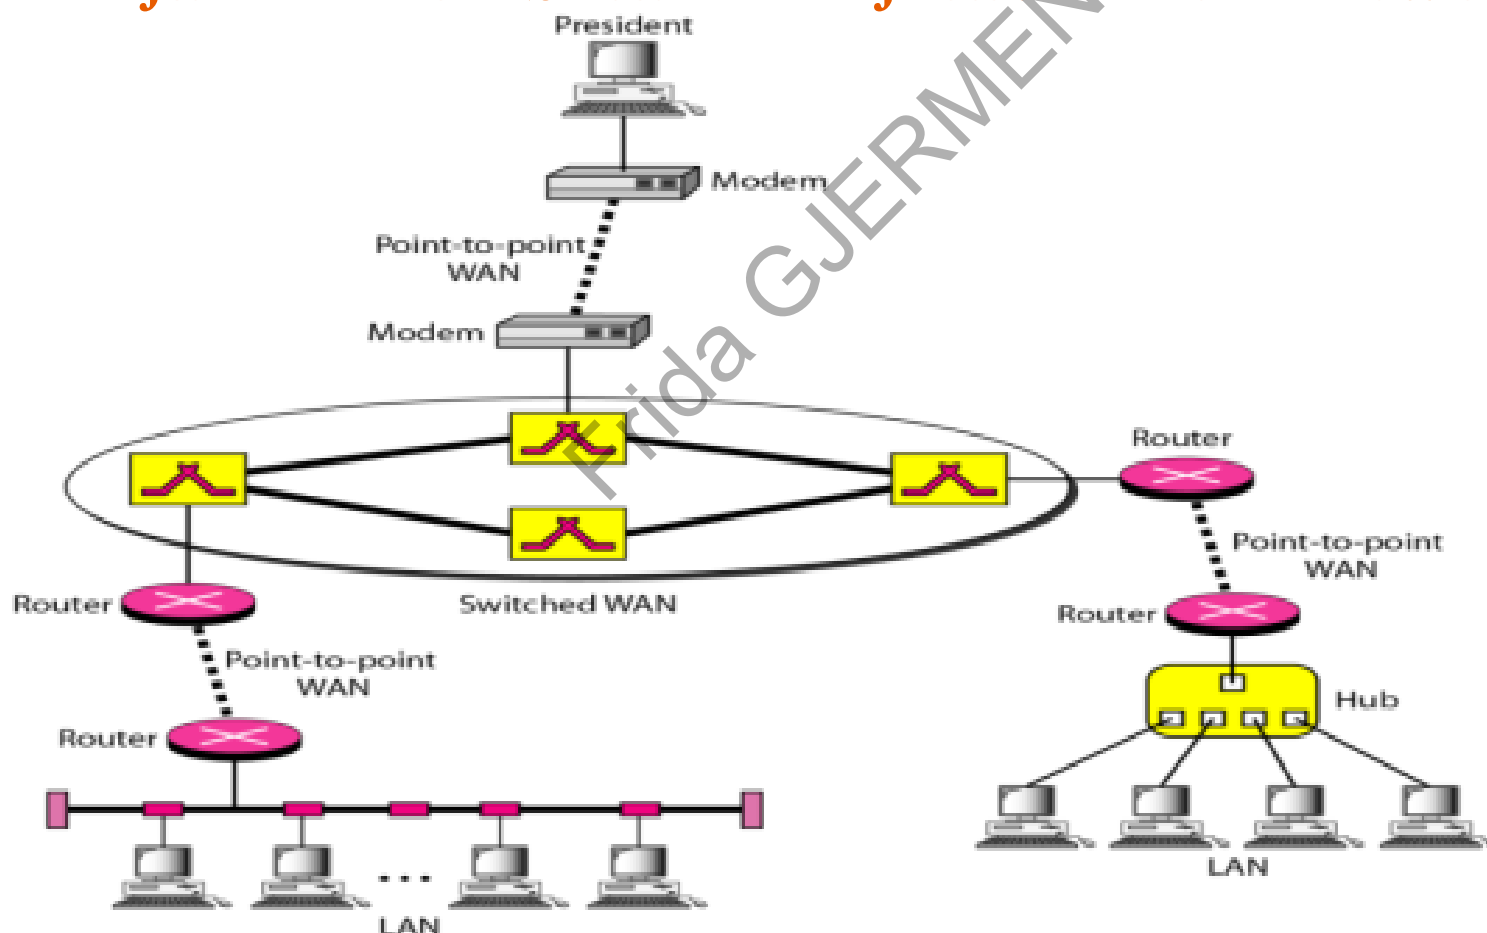 President
Modem
Point-to-point
WAN
Modem
Router
Point-to-point
WAN
Router
Switched WAN
Router
Point-to-point
WAN
Router
Hub
LAN
LAN
Frida